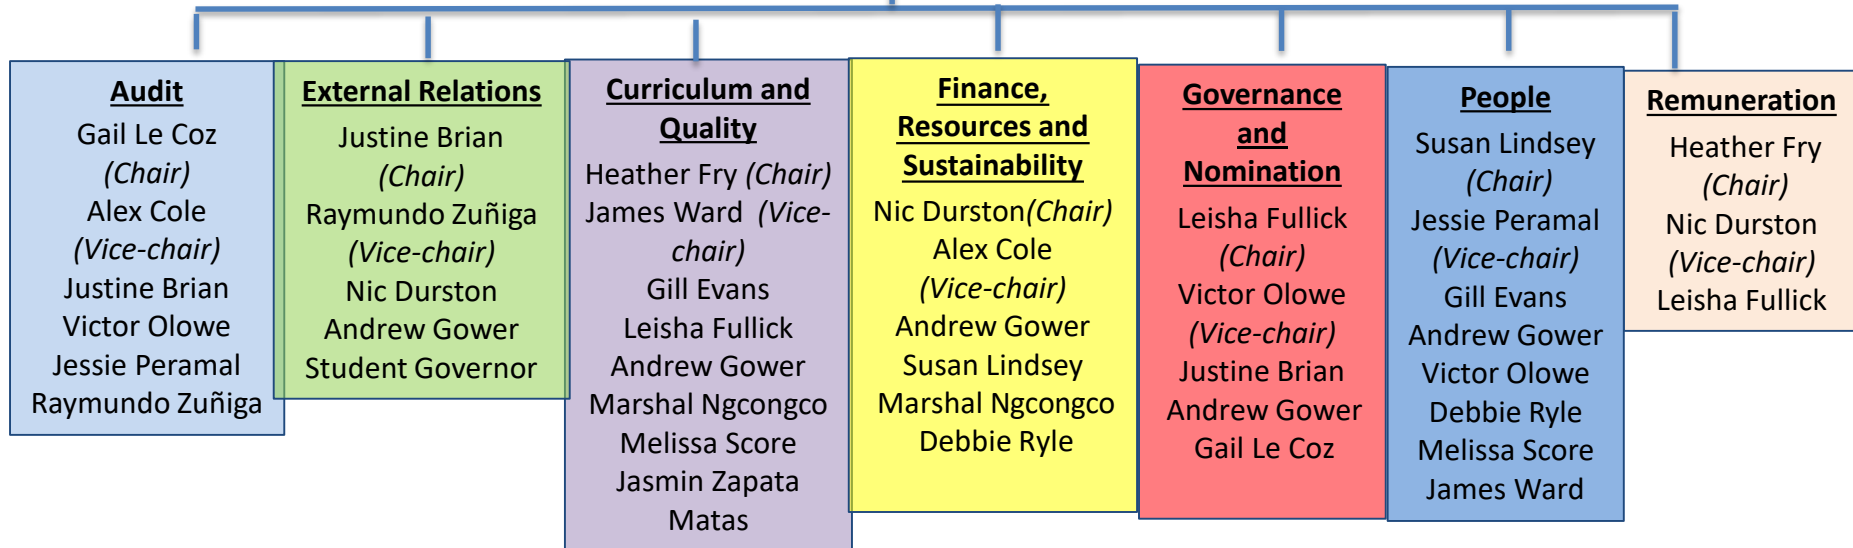 Audit
Gail Le Coz
(Chair)
Alex Cole
(Vice-chair)
Justine Brian
Victor Olowe
Jessie Peramal
Raymundo Zuñiga
External Relations
Justine Brian
(Chair)
Raymundo Zuñiga
(Vice-chair)
Nic Durston
Andrew Gower
Student Governor
Curriculum and
Quality
Heather Fry (Chair)
James Ward (Vice-
chair)
Gill Evans
Leisha Fullick
Andrew Gower
Marshal Ngcongco
Melissa Score
Jasmin Zapata
Matas
Finance,
Resources and
Sustainability
Nic Durston(Chair)
Alex Cole
(Vice-chair)
Andrew Gower
Susan Lindsey
Marshal Ngcongco
Debbie Ryle
Governance
and
Nomination
Leisha Fullick
(Chair)
Victor Olowe
(Vice-chair)
Justine Brian
Andrew Gower
Gail Le Coz
People
Susan Lindsey
(Chair)
Jessie Peramal
(Vice-chair)
Gill Evans
Andrew Gower
Victor Olowe
Debbie Ryle
Melissa Score
James Ward
Remuneration
Heather Fry
(Chair)
Nic Durston
(Vice-chair)
Leisha Fullick